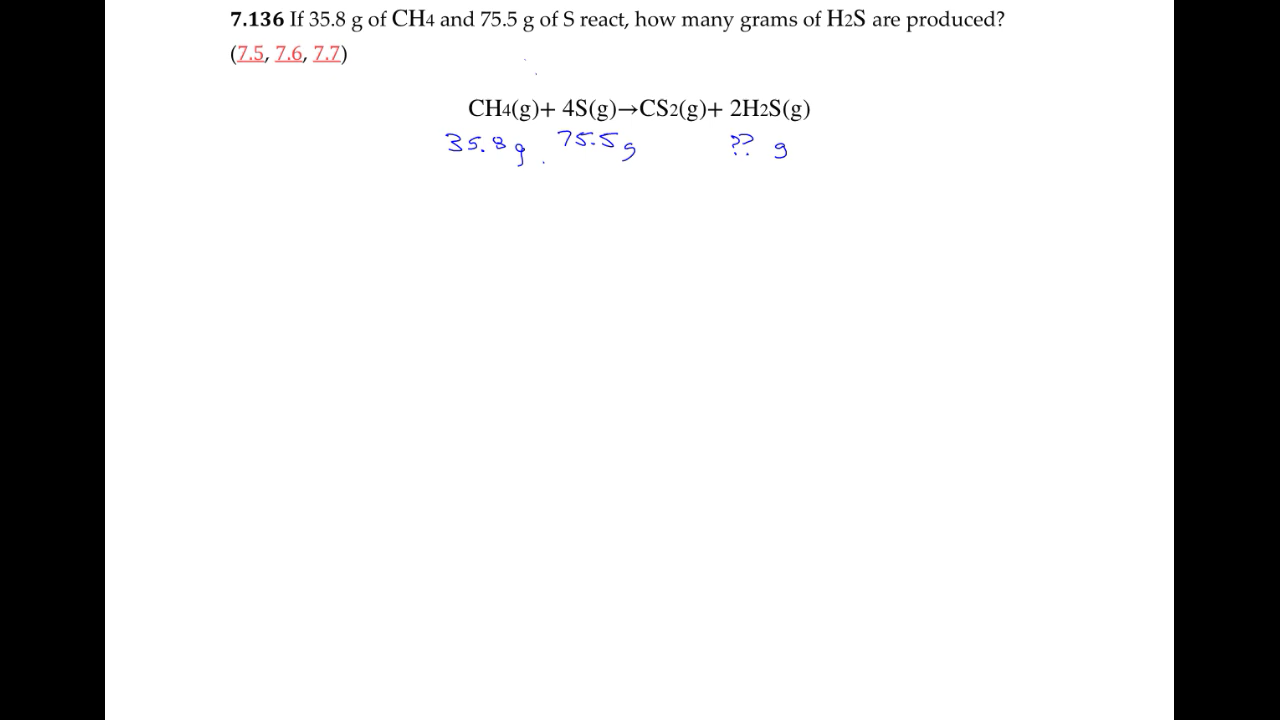 7.136 If 35.8 g of CH4 and 75.5 g of S react, how many grams of H2S are produced?
(7.5, 7.6, 7.7)
CH4(g)+ 4S(g)→CS2(g)+ 2H2S(g)
35.8 g 75.5 g ?? g